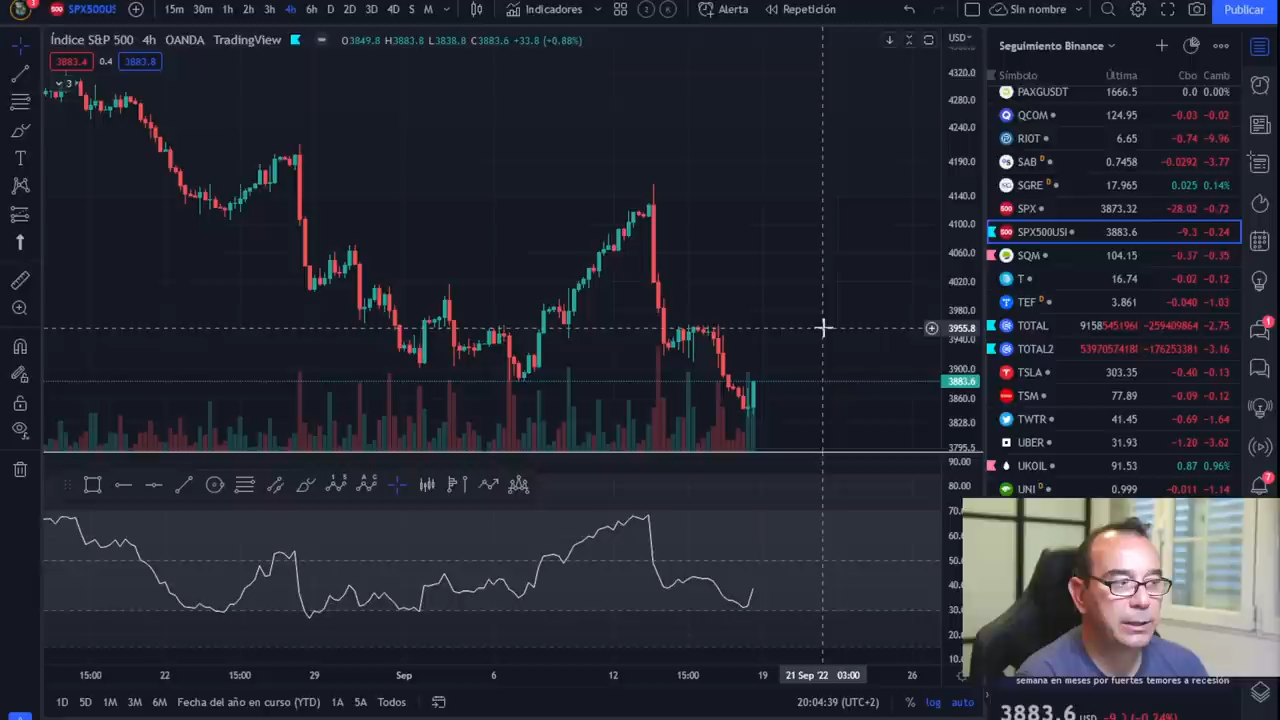 SPX500US 15m 30m 1h 2h 3h 4h 6h D 2D 3D 4D S M Indicadores Alerta Repetición Sin nombre Publicar
Índice S&P 500 4h OANDA TradingView O3849.8 H3883.8 L3838.8 C3883.6 +33.8 (+0.88%) USD
3883.4 0.4 3883.8
3
4320.0
4280.0
4240.0
4190.0
4140.0
4100.0
4060.0
4020.0
3980.0
3955.8
3940.0
3900.0
3883.6
3860.0
3828.0
3795.5
90.00
80.00
70.
60.
50.
40.
30.
20.
10.
15:00 22 15:00 29 Sep 6 12 15:00 19 21 Sep '22 03:00 26
1D 5D 1M 3M 6M Fecha del año en curso (YTD) 1A 5A Todos 20:04:39 (UTC+2) % log auto
Seguimiento Binance
Símbolo Última Cbo Camb
PAXGUSDT 1666.5 0.0 0.00%
QCOM 124.95 -0.03 -0.02
RIOT 6.65 -0.74 -9.96
SAB D 0.7458 -0.0292 -3.77
SGRE D 17.965 0.025 0.14%
SPX 3873.32 -28.02 -0.72
SPX500USI 3883.6 -9.3 -0.24
SQM 104.15 -0.37 -0.35
T 16.74 -0.02 -0.12
TEF D 3.861 -0.040 -1.03
TOTAL 91585451961 -259409864 -2.75
TOTAL2 5397057418 -176253381 -3.16
TSLA 303.35 -0.40 -0.13
TSM 77.89 -0.09 -0.12
TWTR 41.45 -0.69 -1.64
UBER 31.93 -1.20 -3.62
UKOIL 91.53 0.87 0.96%
UNI D 0.999 -0.011 -1.14
semana en meses por fuertes temores a recesión
3883.6 USD -9.3 (-0.24%)